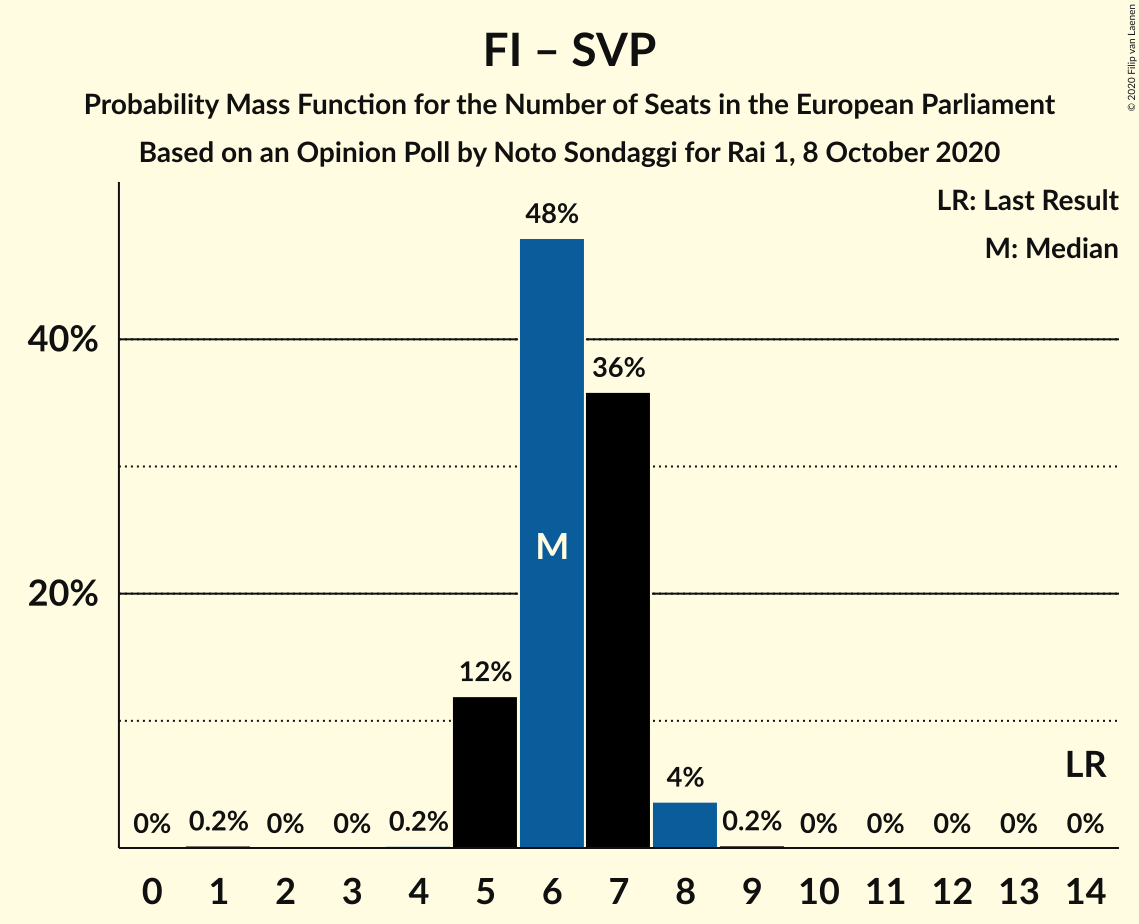 FI – SVP
Probability Mass Function for the Number of Seats in the European Parliament
Based on an Opinion Poll by Noto Sondaggi for Rai 1, 8 October 2020
© 2020 Filip van Laenen
LR: Last Result
M: Median
48%
40%
36%
M
20%
12%
LR
4%
0% 0.2% 0% 0% 0.2% 0.2% 0% 0% 0% 0% 0%
0 1 2 3 4 5 6 7 8 9 10 11 12 13 14